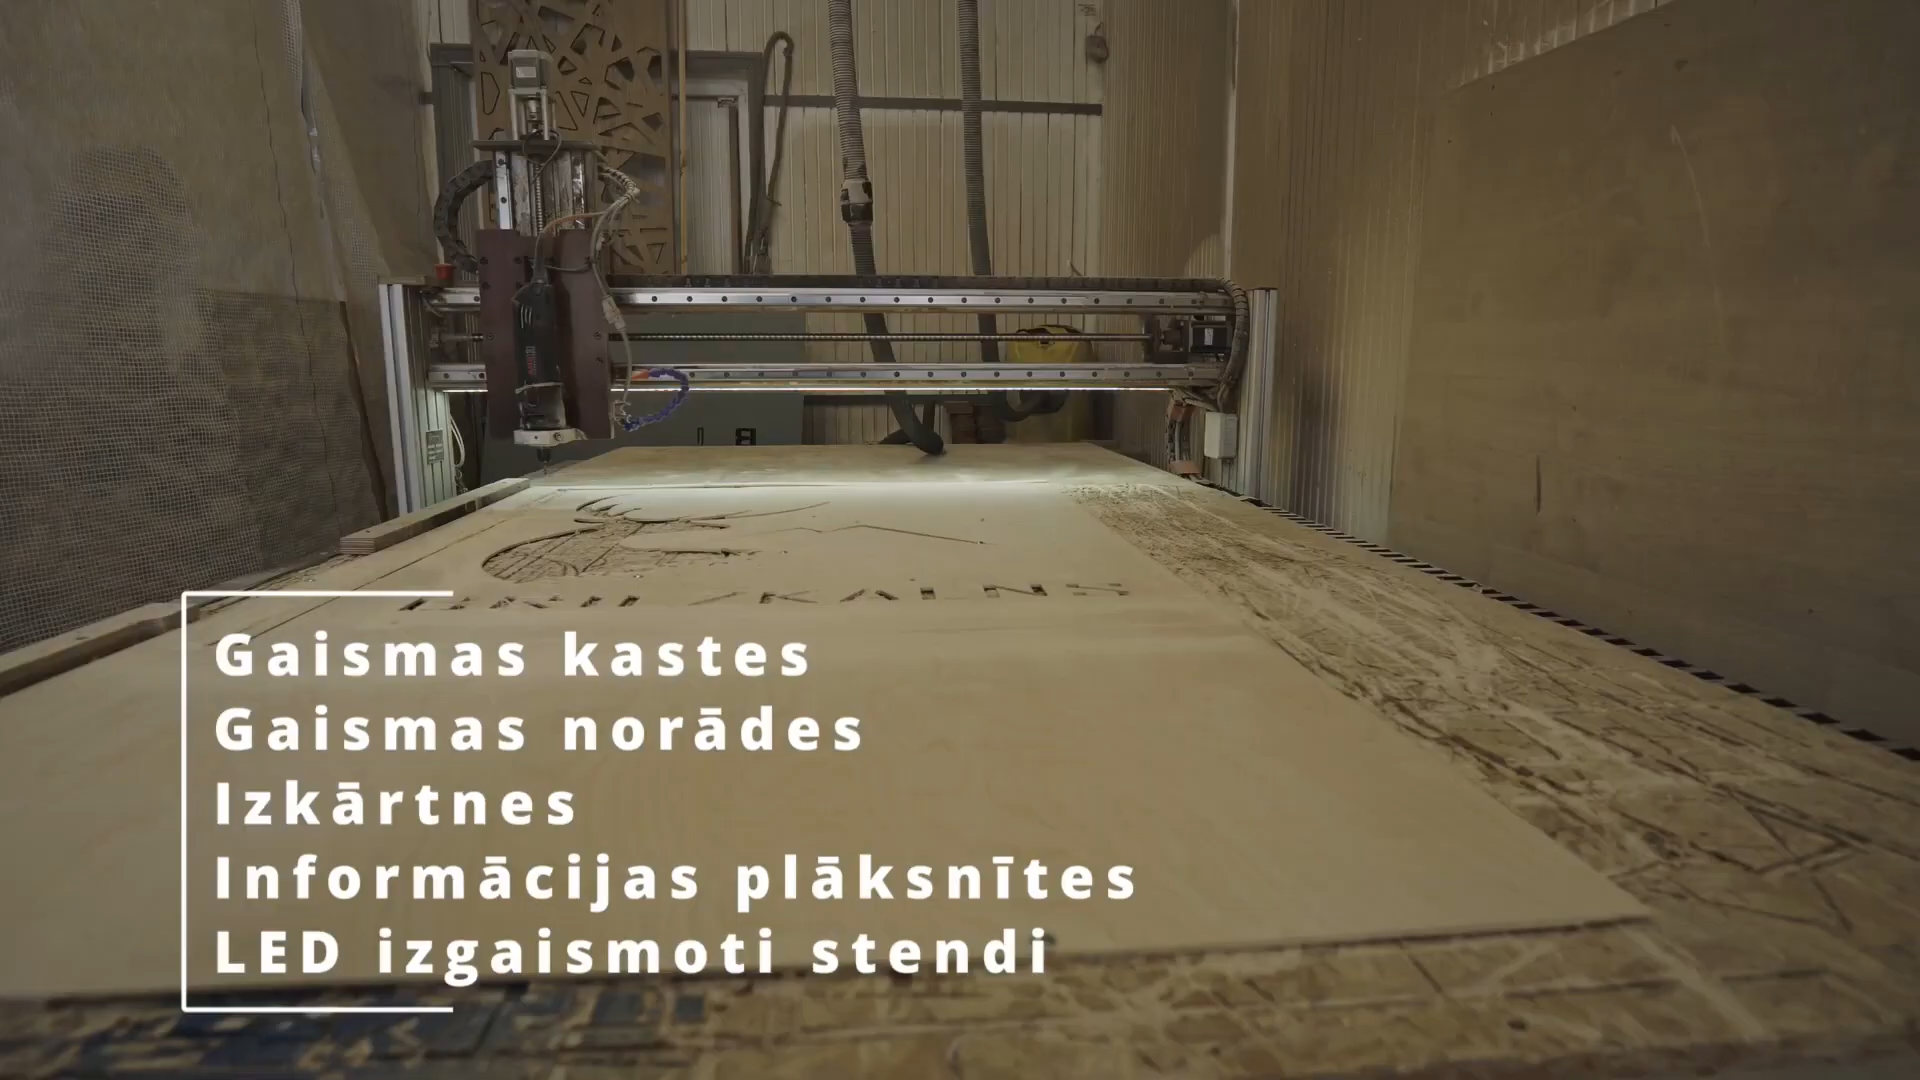 Gaismas kastes
Gaismas norādes
Izkārtnes
Informācijas plāksnītes
LED izgaismoti stendi